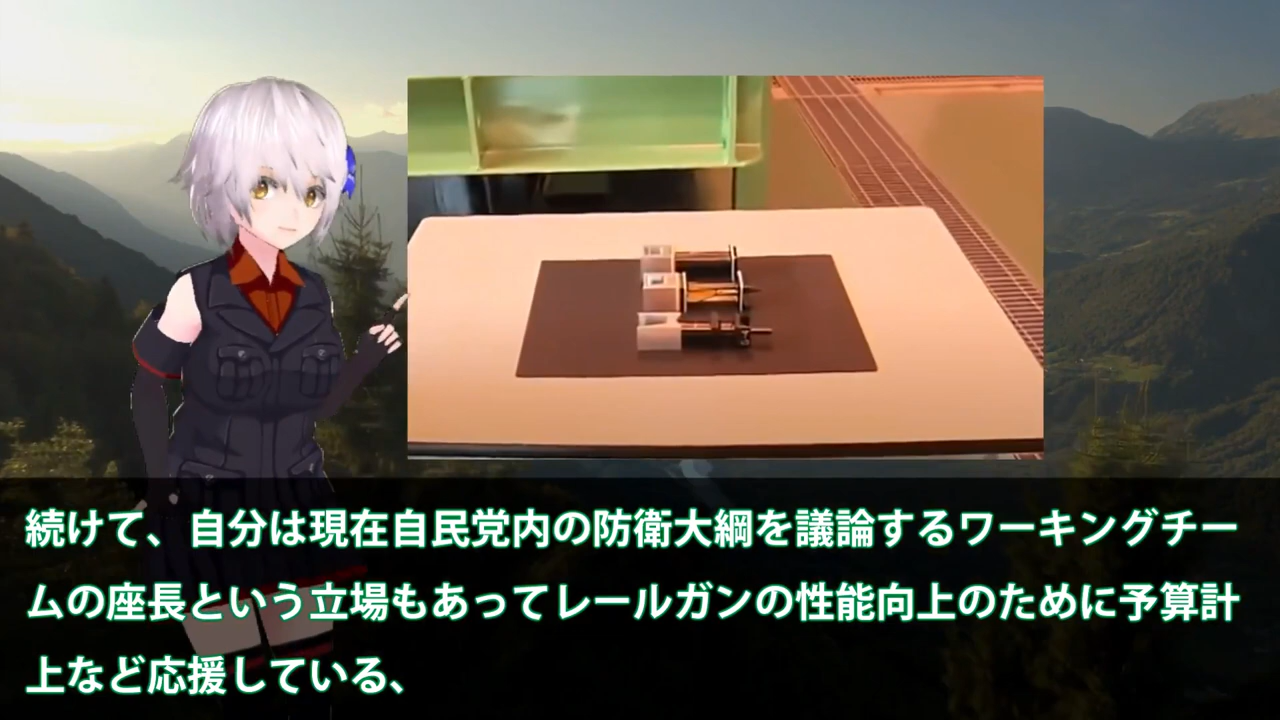 続けて、自分は現在自民党内の防衛大綱を議論するワーキングチー
ムの座長という立場もあってレールガンの性能向上のために予算計
上など応援している、